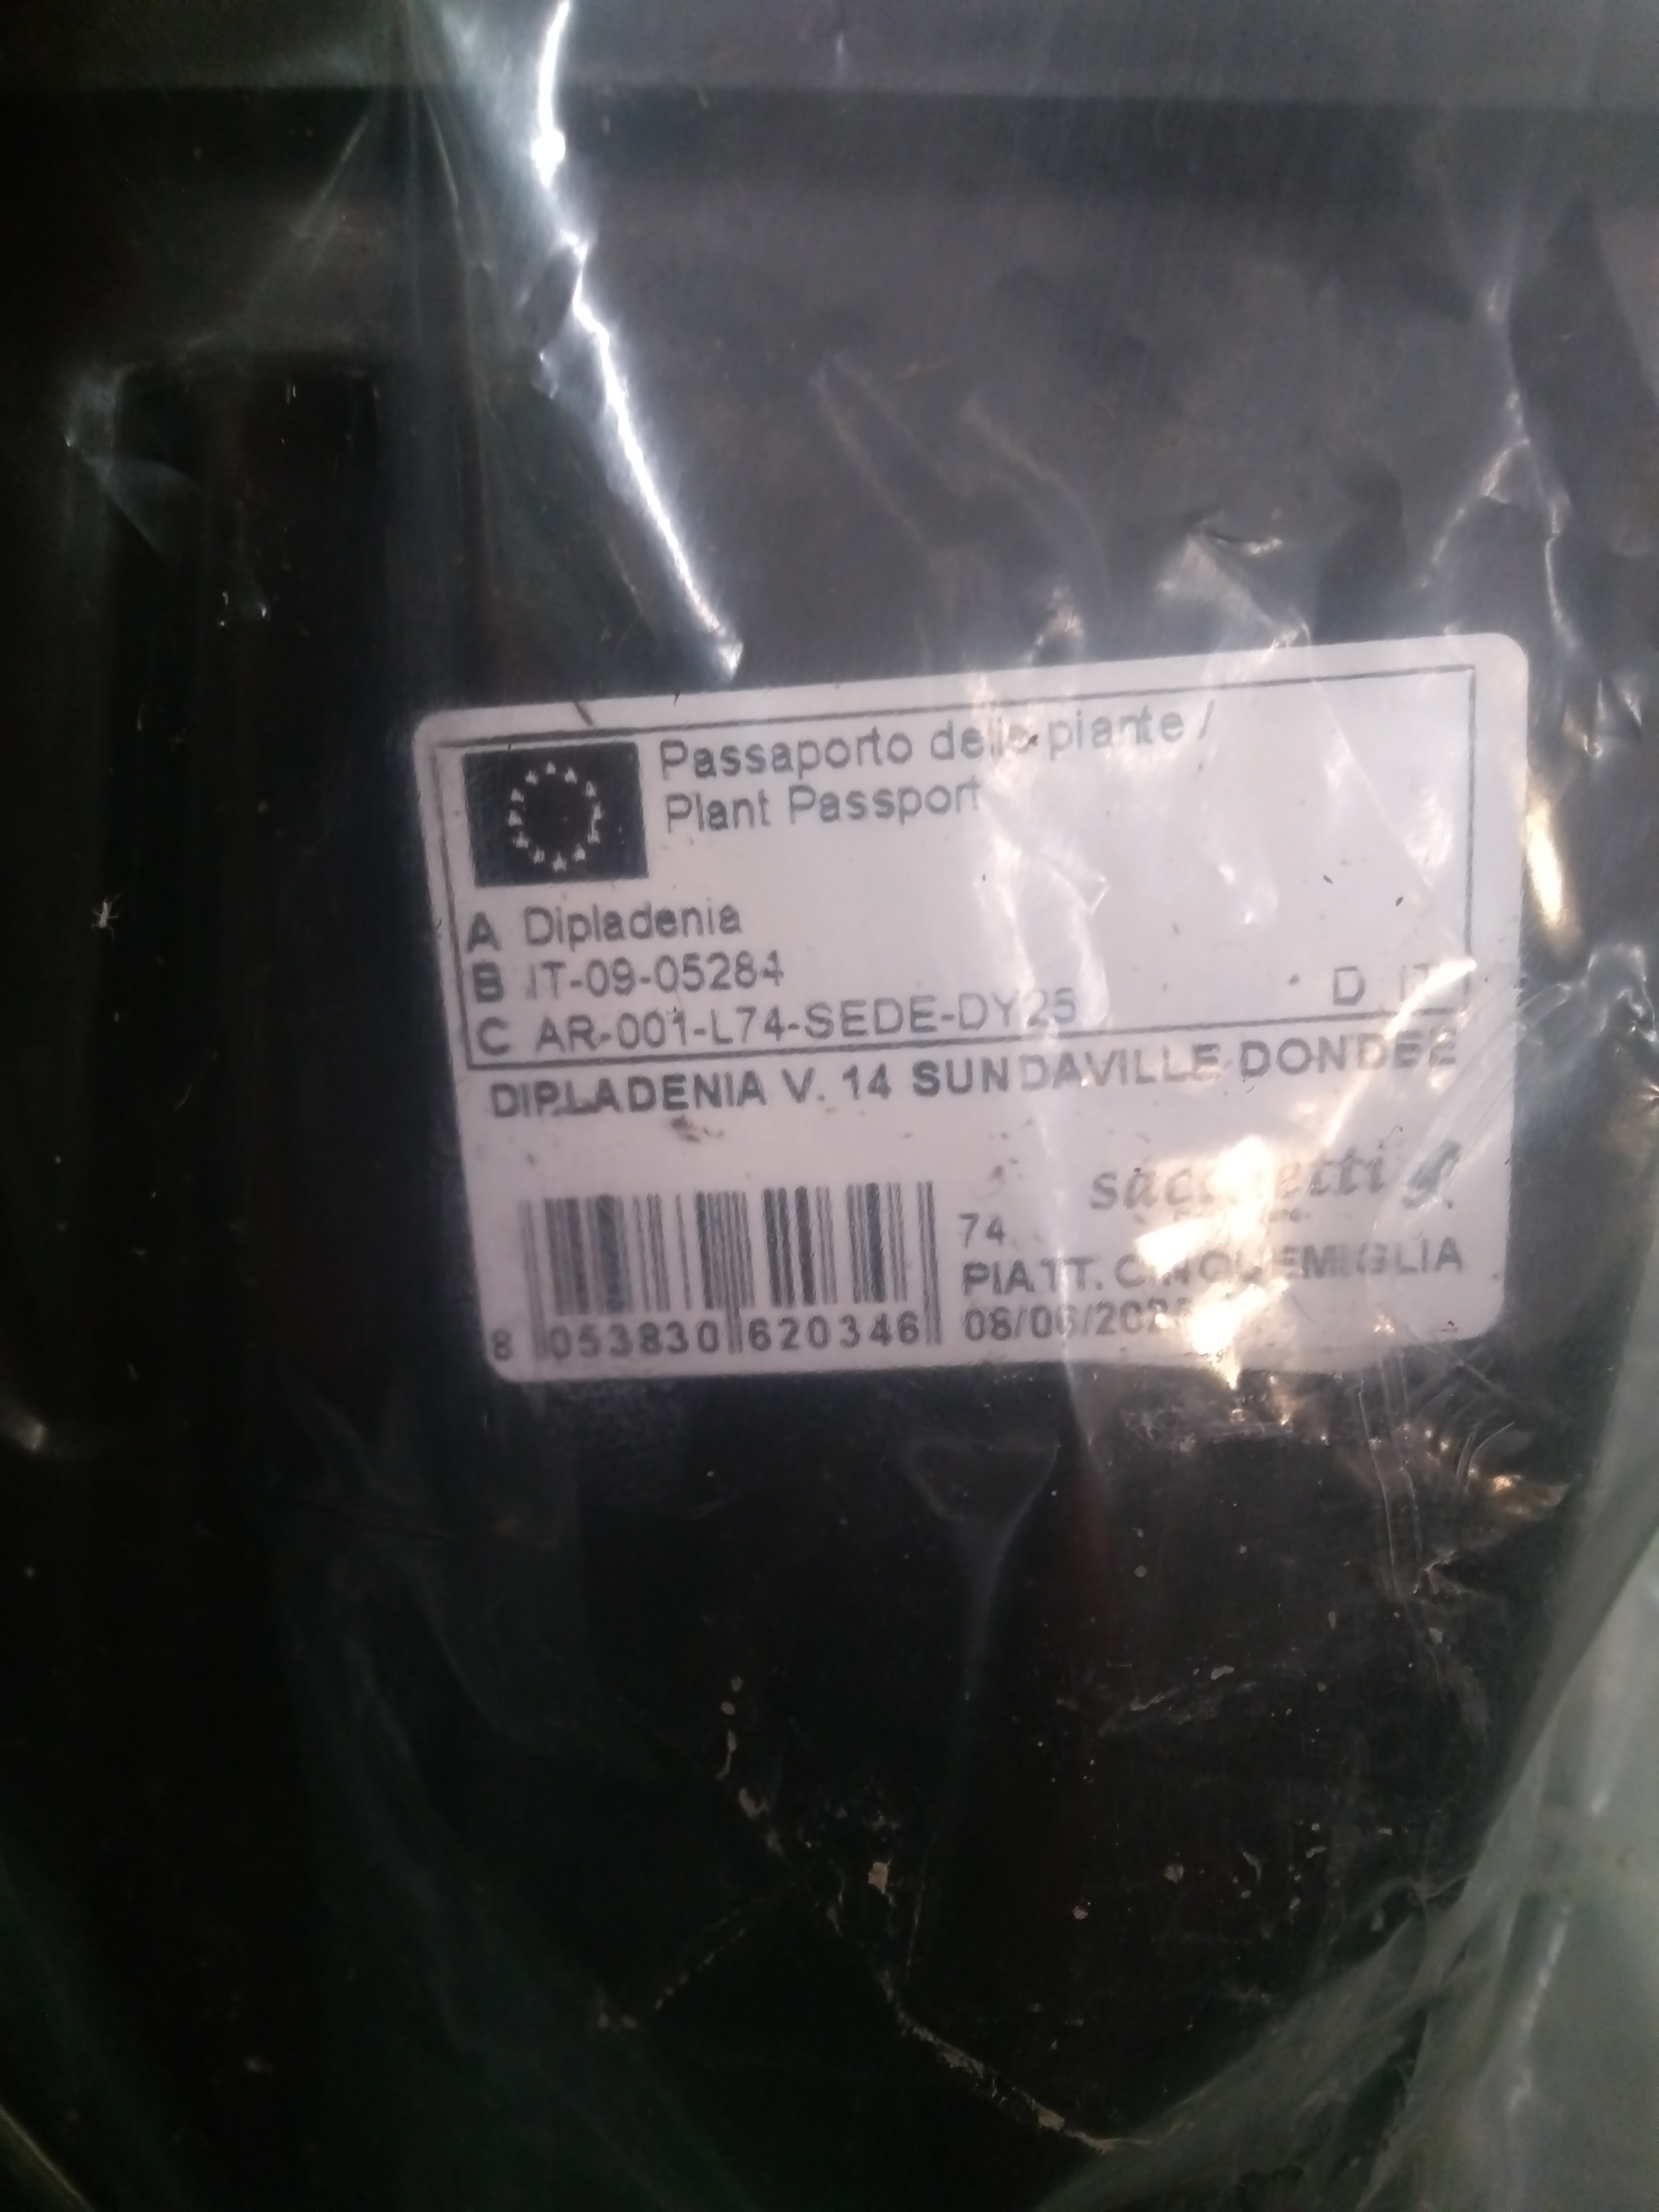 Passaporto delle piante /
Plant Passport
A Dipladenia
B IT-09-05284
C AR-001-L74-SEDE-DY25
D
DIPLADENIA V. 14 SUNDAVILLE DONDEE
74
PIATT. CINQUEMIGLIA
8 053830 620346